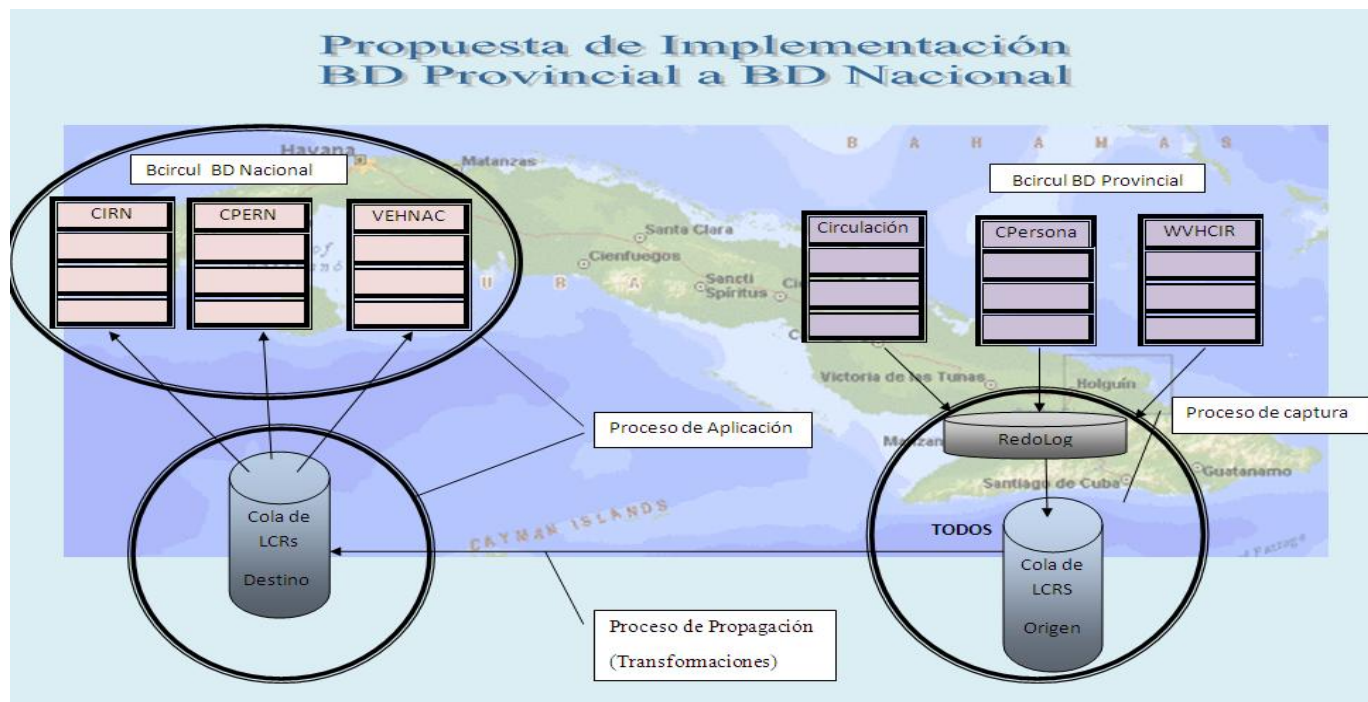 Propuesta de Implementación
BD Provincial a BD Nacional
B A H A M A S
Havana
Matanzas
Bcircul BD Nacional
Bcircul BD Provincial
CIRN
CPERN
VEHNAC
Circulación
CPersona
WVHCIR
Santa Clara
Cienfuegos
Sancti
Spíritus
U B A
Victoria de las Tunas
Holguín
Proceso de captura
Proceso de Aplicación
RedoLog
Guatanamo
Santiago de Cuba
Cola de
LCRs
Destino
CAYMAN ISLANDS
TODOS
Cola de
LCRS
Origen
Proceso de Propagación
(Transformaciones)